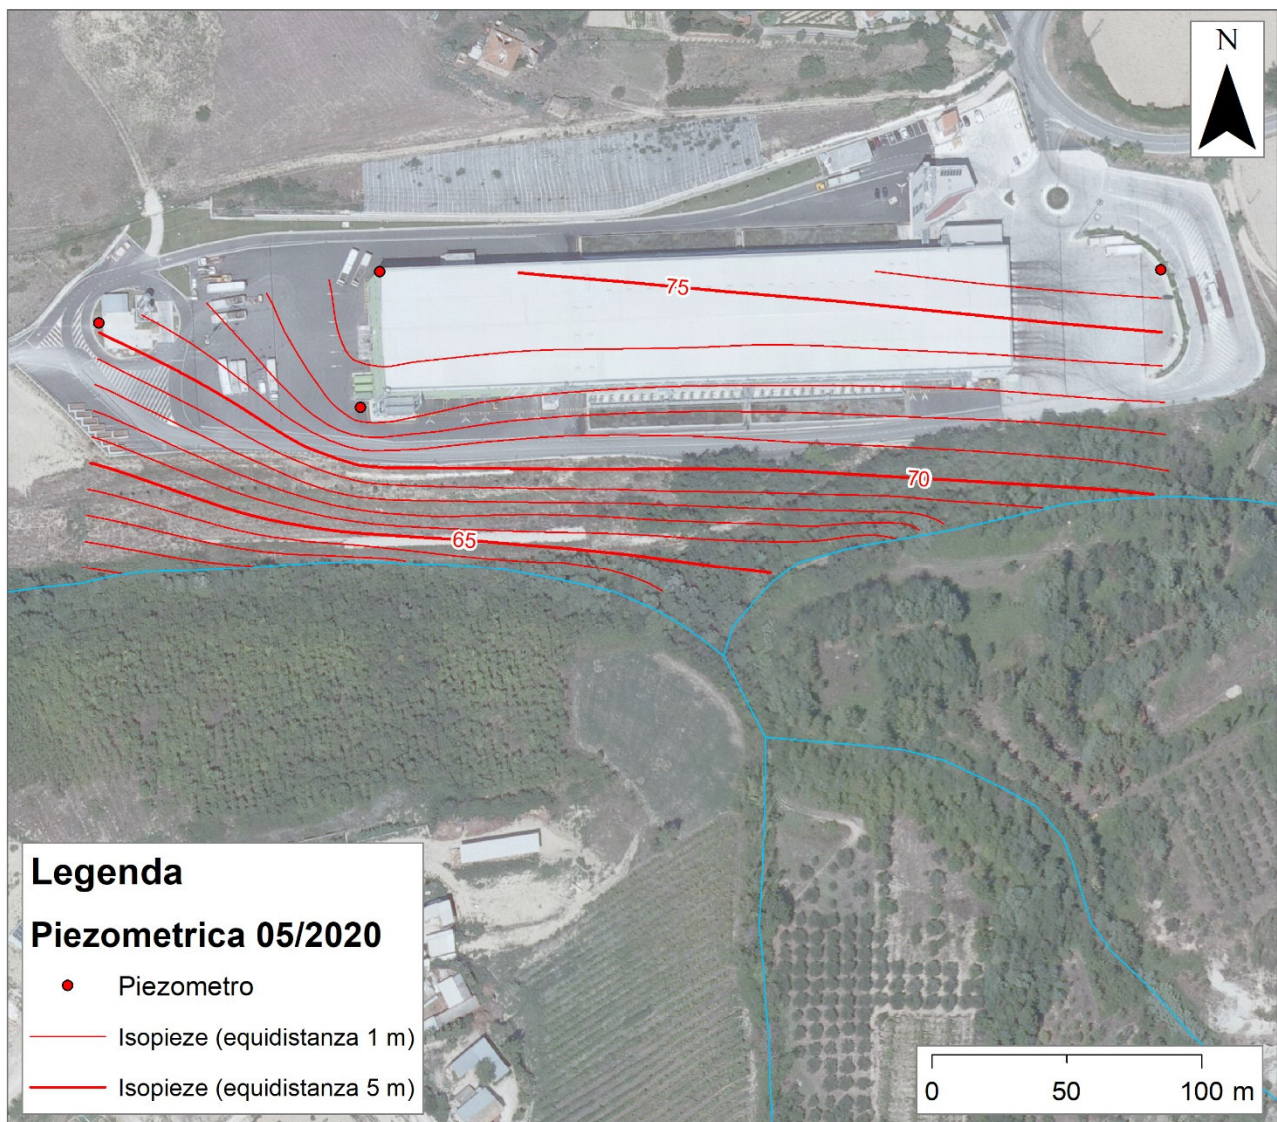 N
75
70
65
Legenda
Piezometrica 05/2020
Piezometro
Isopieze (equidistanza 1 m)
Isopieze (equidistanza 5 m)
0 50 100 m